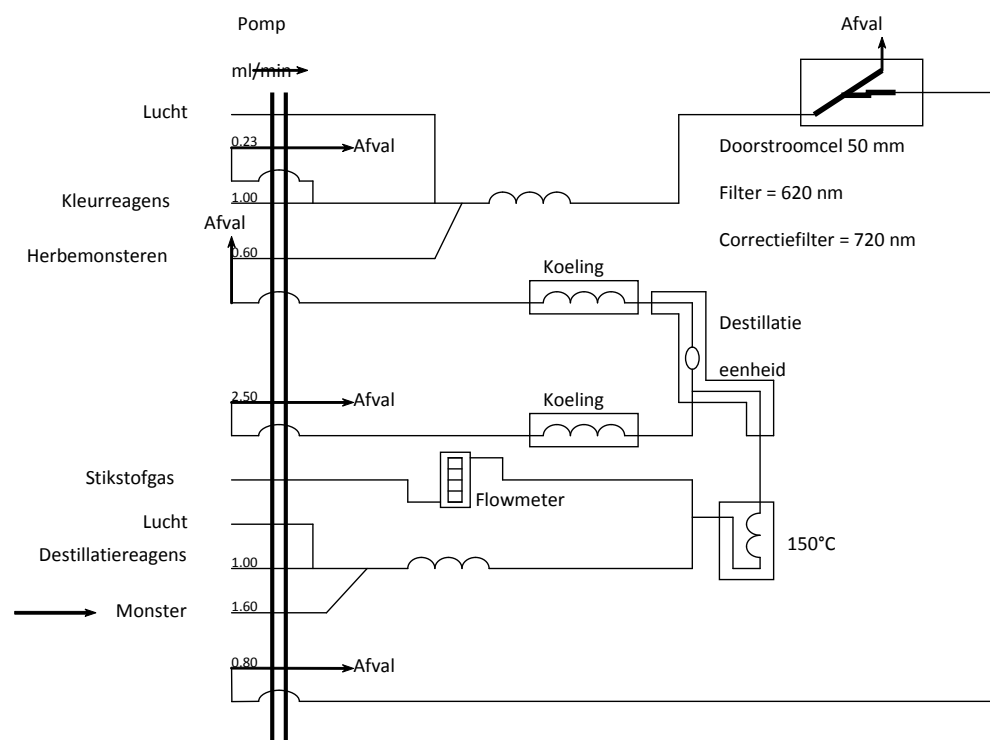 Pomp
Afval
ml/min
Lucht
0.23
Afval
Doorstroomcel 50 mm
Filter = 620 nm
Kleurreagens
1.00
Afval
Correctiefilter = 720 nm
Herbemonsteren
0.60
Koeling
Destillatie
eenheid
2.50
Afval
Koeling
Stikstofgas
Flowmeter
Lucht
150°C
Destillatiereagens
1.00
Monster
1.60
0.80
Afval